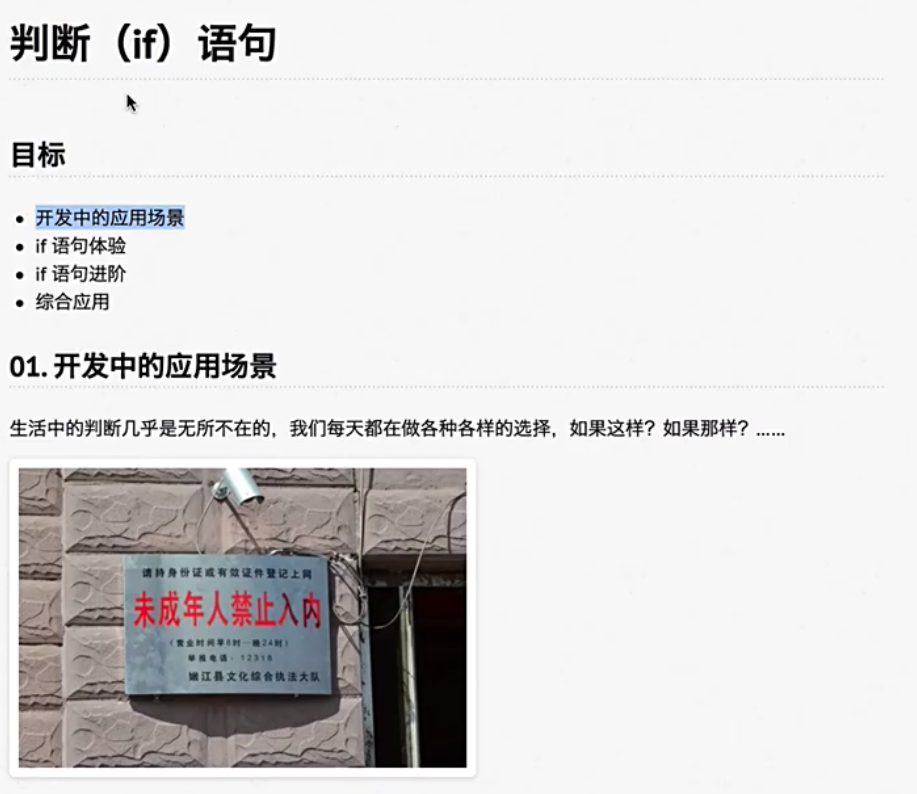 判断（if）语句
目标
开发中的应用场景
if 语句体验
if 语句进阶
综合应用
01. 开发中的应用场景
生活中的判断几乎是无所不在的，我们每天都在做各种各样的选择，如果这样？如果那样？……
请持身份证或有效证件登记上网
未成年人禁止入内
（营业时间早8时—晚24时）
举报电话：12318
嫩江县文化综合执法大队